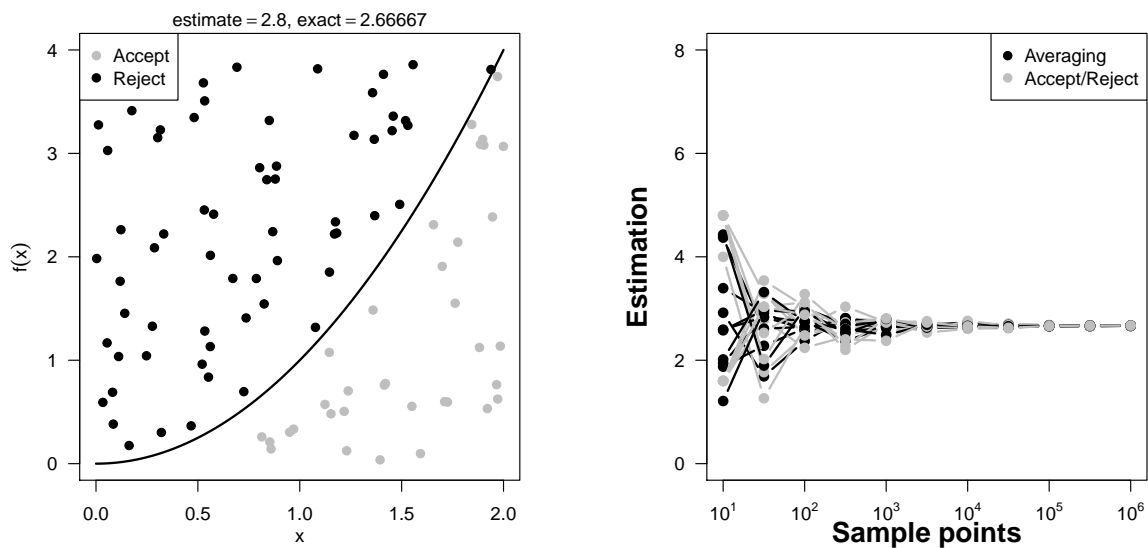 estimate = 2.8, exact = 2.66667
Accept
Reject
4
3
2
1
0
f(x)
0.0 0.5 1.0 1.5 2.0
x
Averaging
Accept/Reject
8
6
4
2
0
Estimation
10^1 10^2 10^3 10^4 10^5 10^6
Sample points